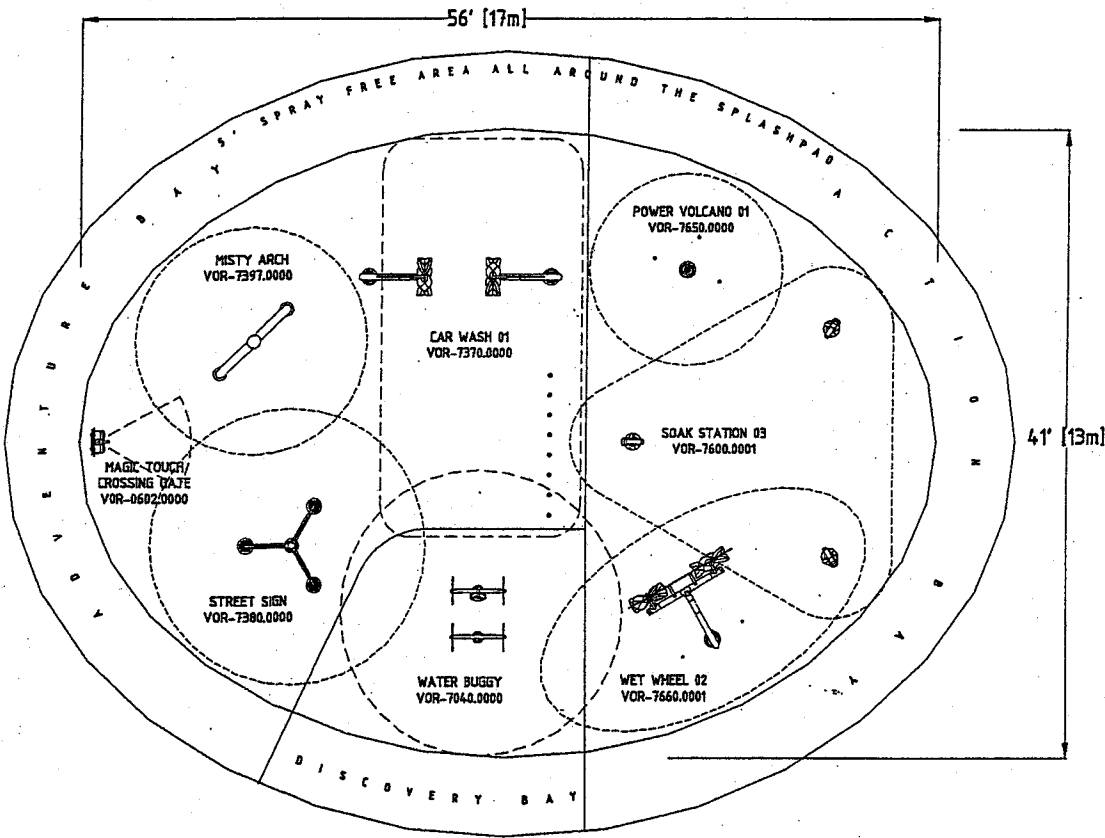 56' [17m]
ADVENTURE BAYS' SPRAY FREE AREA ALL AROUND THE SPLASHPAD ACTION BAY
POWER VOLCANO 01
VOR-7650.0000
MISTY ARCH
VOR-7397.0000
CAR WASH 01
VOR-7370.0000
SOAK STATION 03
VOR-7600.0001
41' [13m]
MAGIC TOUCH/
CROSSING GATE
VOR-0602.0000
STREET SIGN
VOR-7380.0000
WATER BUGGY
VOR-7040.0000
WET WHEEL 02
VOR-7660.0001
DISCOVERY BAY